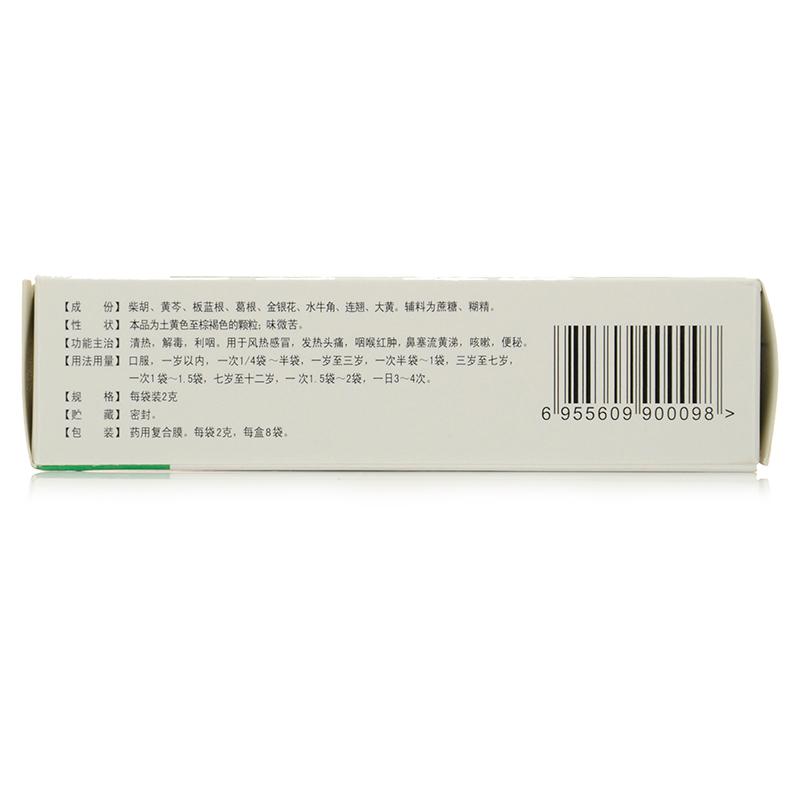 【成　份】柴胡、黄芩、板蓝根、葛根、金银花、水牛角、连翘、大黄。辅料为蔗糖、糊精。
【性　状】本品为土黄色至棕褐色的颗粒；味微苦。
【功能主治】清热，解毒，利咽。用于风热感冒，发热头痛，咽喉红肿，鼻塞流黄涕，咳嗽，便秘。
【用法用量】口服，一岁以内，一次1/4袋～半袋，一岁至三岁，一次半袋～1袋，三岁至七岁，
一次1袋～1.5袋，七岁至十二岁，一次1.5袋～2袋，一日3～4次。
【规　格】每袋装2克
【贮　藏】密封。
【包　装】药用复合膜。每袋2克，每盒8袋。
6 955609 900098 >